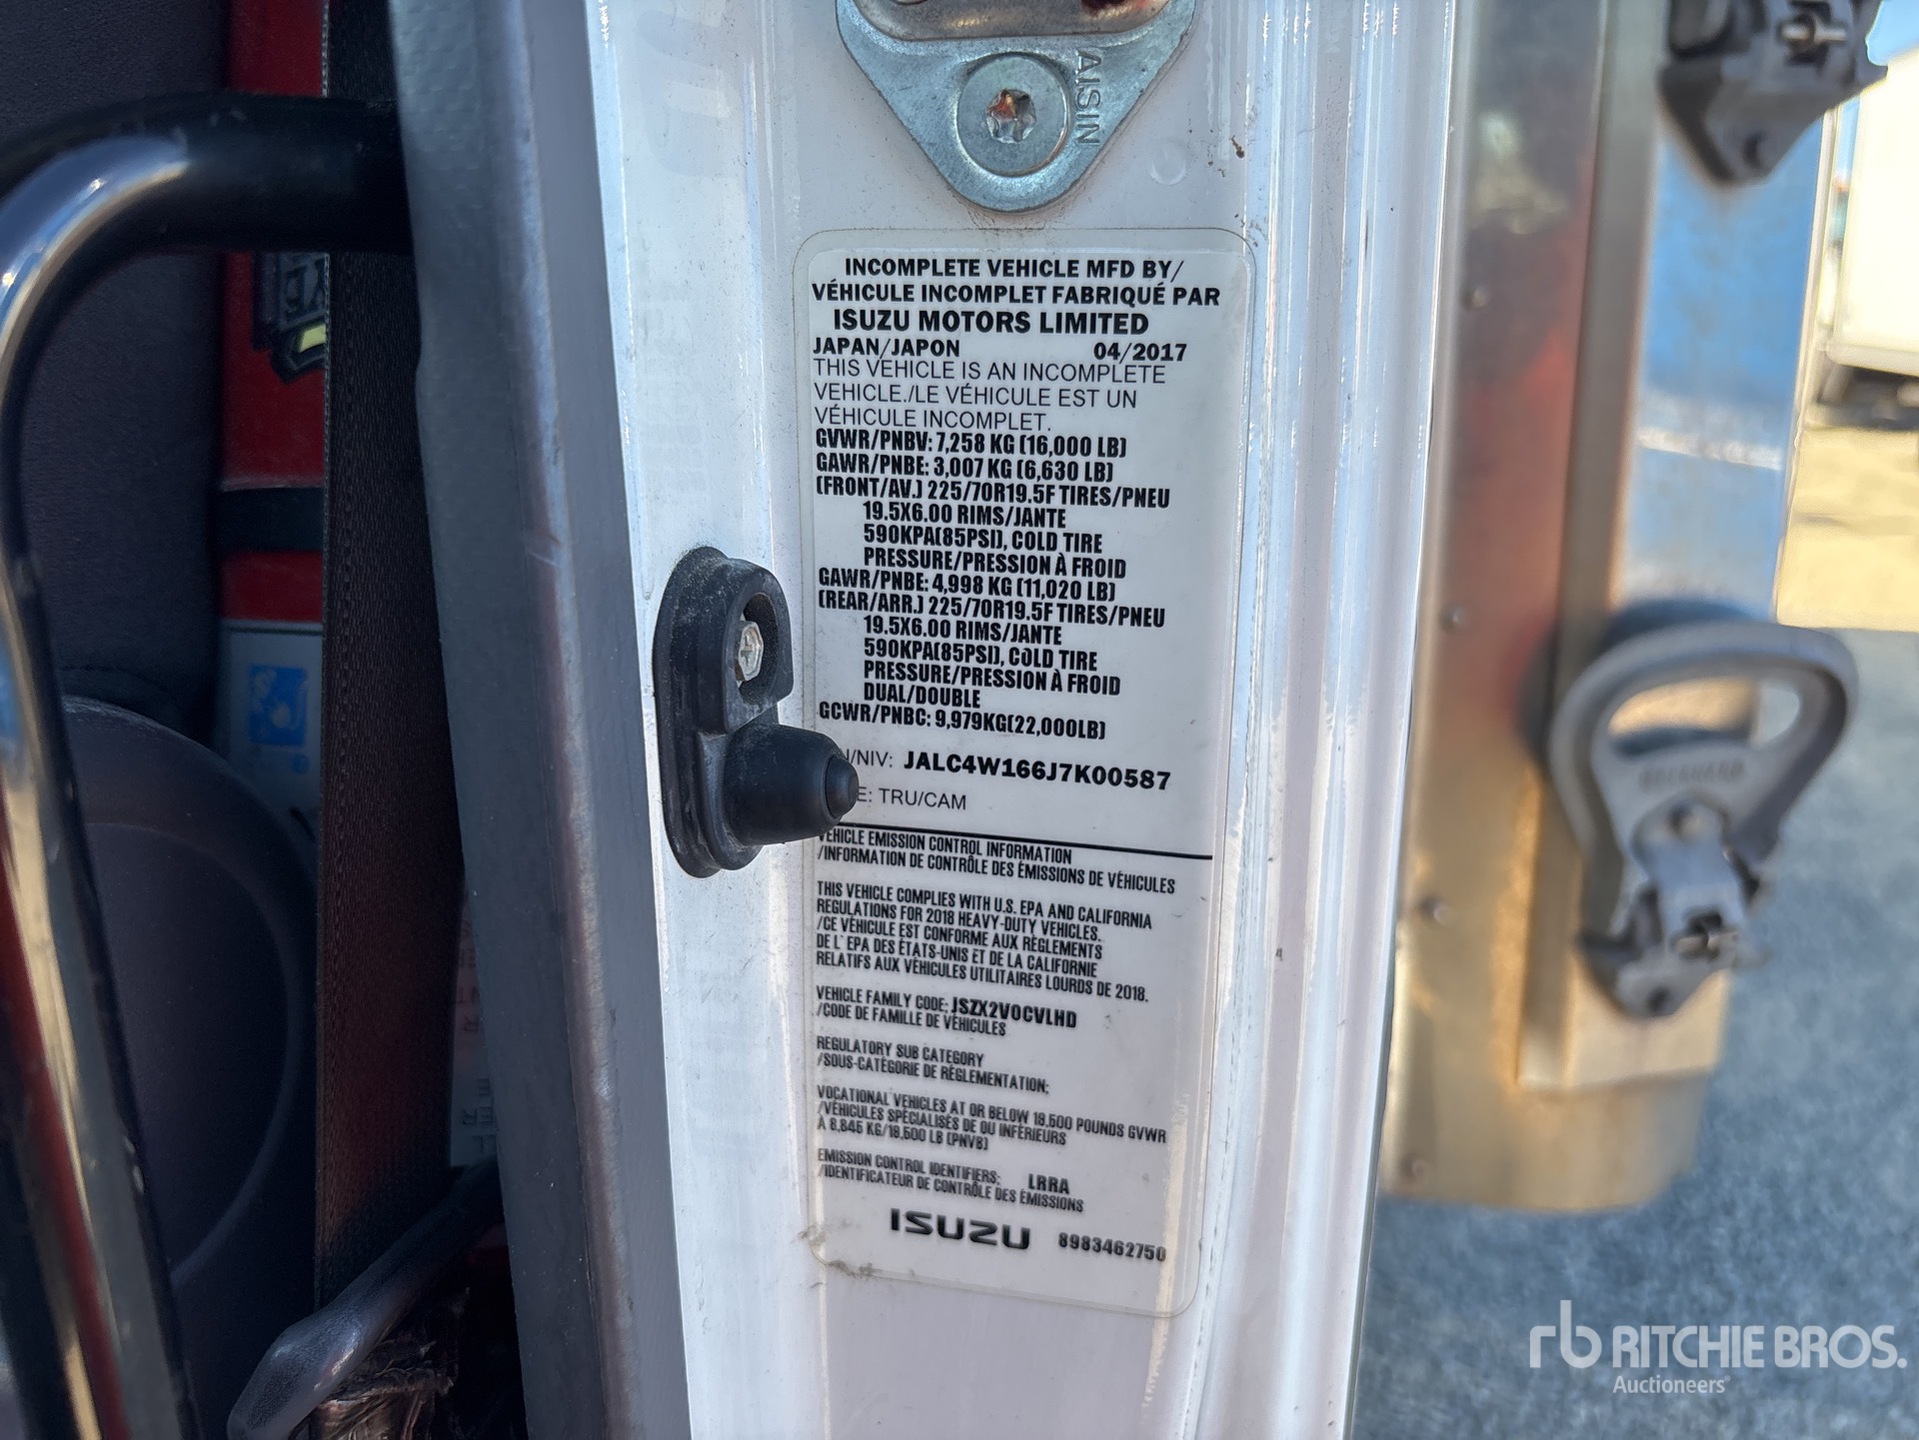 AISIN
INCOMPLETE VEHICLE MFD BY/
VÉHICULE INCOMPLET FABRIQUÉ PAR
ISUZU MOTORS LIMITED
JAPAN/JAPON 04/2017
THIS VEHICLE IS AN INCOMPLETE
VEHICLE./LE VÉHICULE EST UN
VÉHICULE INCOMPLET.
GVWR/PNBV: 7,258 KG (16,000 LB)
GAWR/PNBE: 3,007 KG (6,630 LB)
(FRONT/AV.) 225/70R19.5F TIRES/PNEU
19.5X6.00 RIMS/JANTE
590KPA(85PSI), COLD TIRE
PRESSURE/PRESSION À FROID
GAWR/PNBE: 4,998 KG (11,020 LB)
(REAR/ARR.) 225/70R19.5F TIRES/PNEU
19.5X6.00 RIMS/JANTE
590KPA(85PSI), COLD TIRE
PRESSURE/PRESSION À FROID
DUAL/DOUBLE
GCWR/PNBC: 9,979KG(22,000LB)
/NIV: JALC4W166J7K00587
E: TRU/CAM
VEHICLE EMISSION CONTROL INFORMATION
/INFORMATION DE CONTRÔLE DES ÉMISSIONS DE VÉHICULES
THIS VEHICLE COMPLIES WITH U.S. EPA AND CALIFORNIA
REGULATIONS FOR 2018 HEAVY-DUTY VEHICLES.
/CE VÉHICULE EST CONFORME AUX RÈGLEMENTS
DE L' EPA DES ÉTATS-UNIS ET DE LA CALIFORNIE
RELATIFS AUX VÉHICULES UTILITAIRES LOURDS DE 2018.
VEHICLE FAMILY CODE: JSZX2VOCVLHD
/CODE DE FAMILLE DE VÉHICULES
REGULATORY SUB CATEGORY
/SOUS-CATÉGORIE DE RÉGLEMENTATION:
VOCATIONAL VEHICLES AT OR BELOW 19,500 POUNDS GVWR
/VÉHICULES SPÉCIALISÉS DE OU INFÉRIEURS
À 8,845 KG/19,500 LB (PNVB)
EMISSION CONTROL IDENTIFIERS: LRRA
/IDENTIFICATEUR DE CONTRÔLE DES ÉMISSIONS
ISUZU 8983462750
rb RITCHIE BROS.
Auctioneers